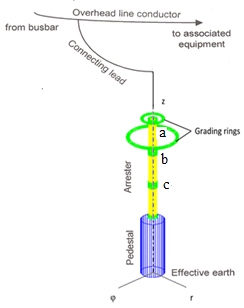 Overhead line conductor
from busbar
to associated
equipment
Connecting lead
z
Grading rings
a
b
c
Arrester
Pedestal
Effective earth
φ
r